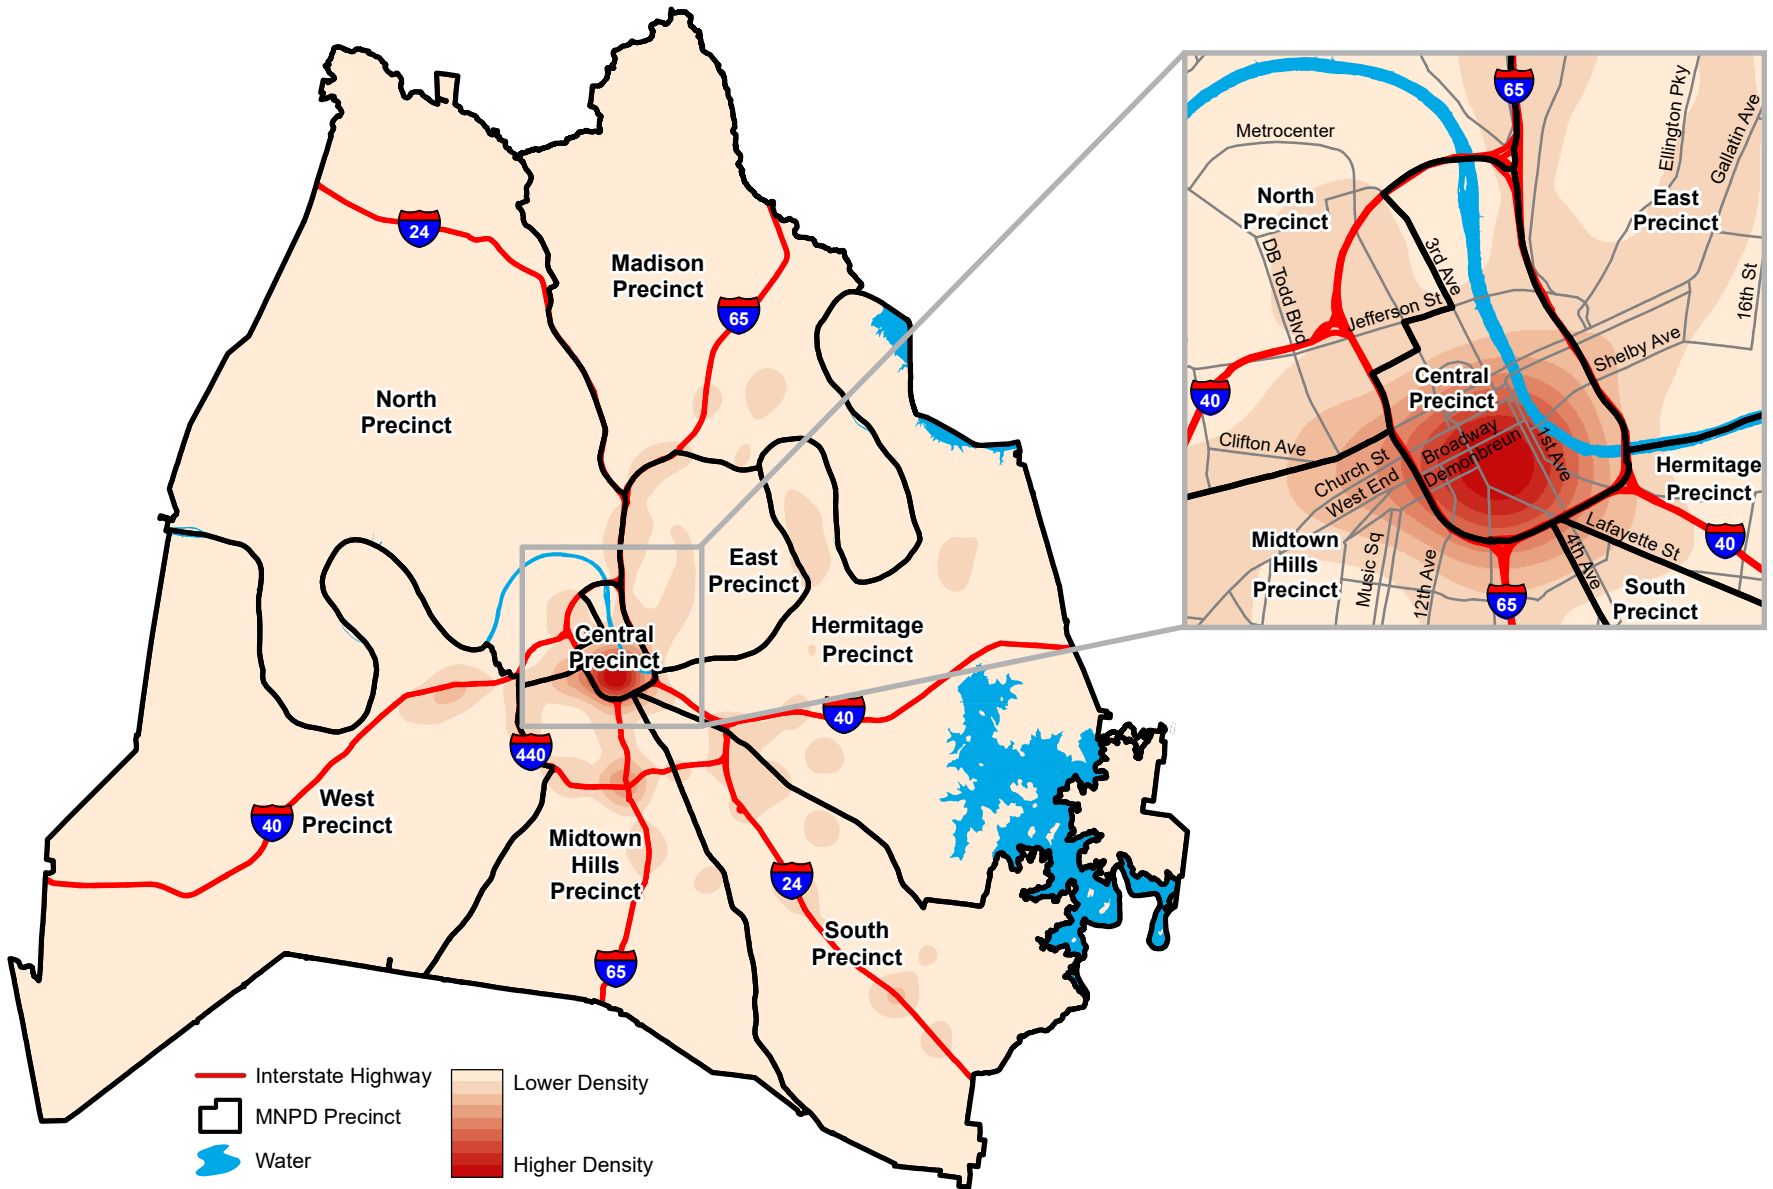 24
Madison
Precinct
65
North
Precinct
East
Precinct
Central
Precinct
Hermitage
Precinct
40
440
West
Precinct
40
Midtown
Hills
Precinct
24
South
Precinct
65
Interstate Highway
MNPD Precinct
Water
Lower Density
Higher Density
65
Metrocenter
Ellington Pky
Gallatin Ave
North
Precinct
East
Precinct
DB Todd Blvd
3rd Ave
16th St
Jefferson St
Shelby Ave
Central
Precinct
40
Clifton Ave
Broadway
Demonbreun
1st Ave
Church St
West End
Hermitage
Precinct
Lafayette St
40
Midtown
Hills
Precinct
Music Sq
12th Ave
4th Ave
South
Precinct
65